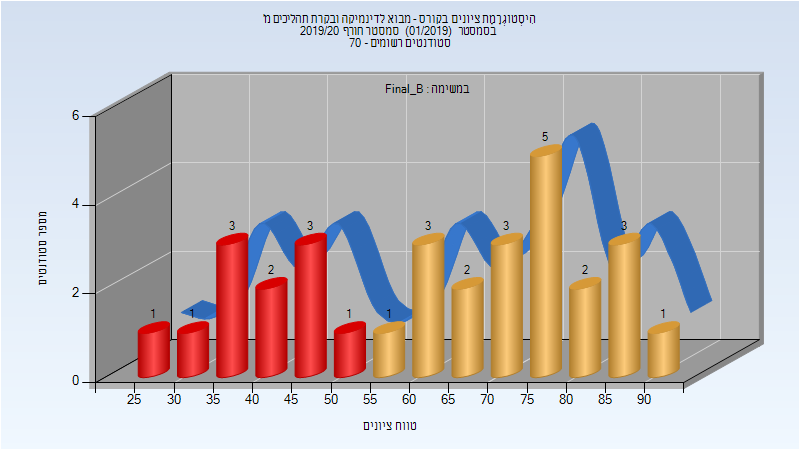 הִיסְטוֹגְרָמַת ציונים בקורס - מבוא לדינמיקה ובקרת תהליכים מ'
בסמסטר (01/2019) סמסטר חורף 2019/20
סטודנטים רשומים - 70
במשימה : Final_B
מספר סטודנטים
6
4
2
0
1
1
3
2
3
1
1
3
2
3
5
2
3
1
25 30 35 40 45 50 55 60 65 70 75 80 85 90
טווח ציונים